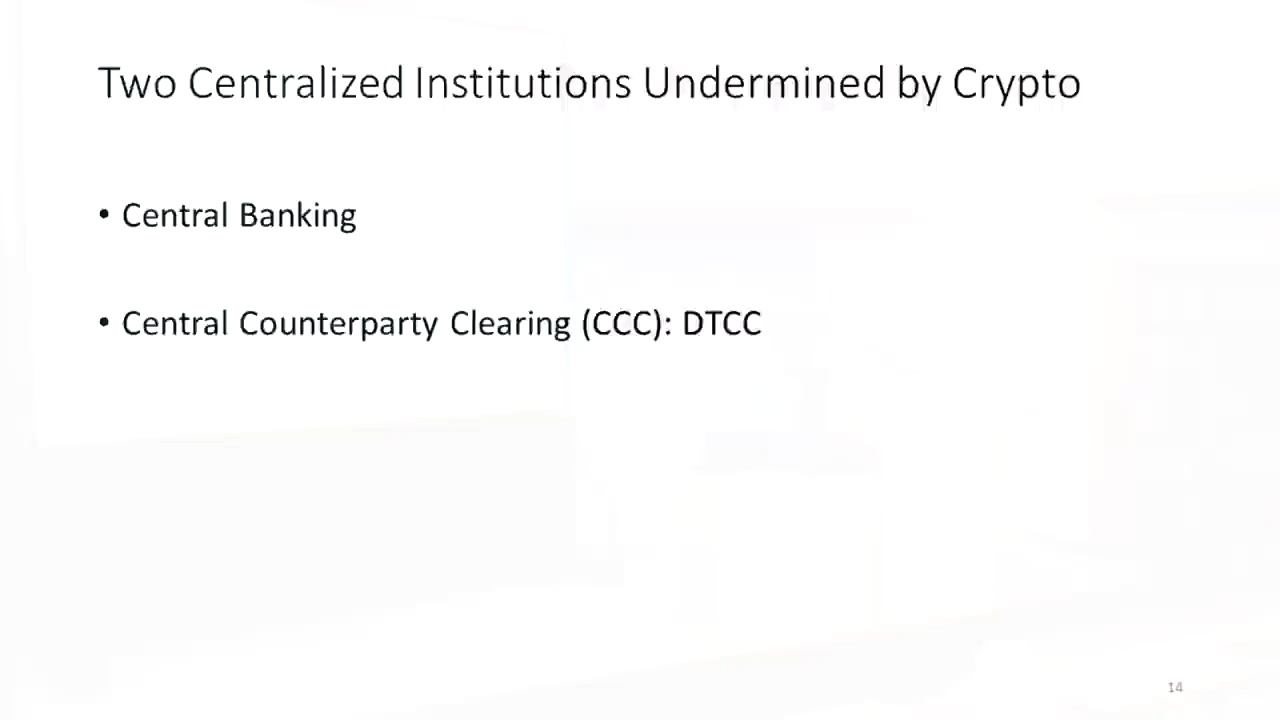 Two Centralized Institutions Undermined by Crypto
• Central Banking
• Central Counterparty Clearing (CCC): DTCC
14